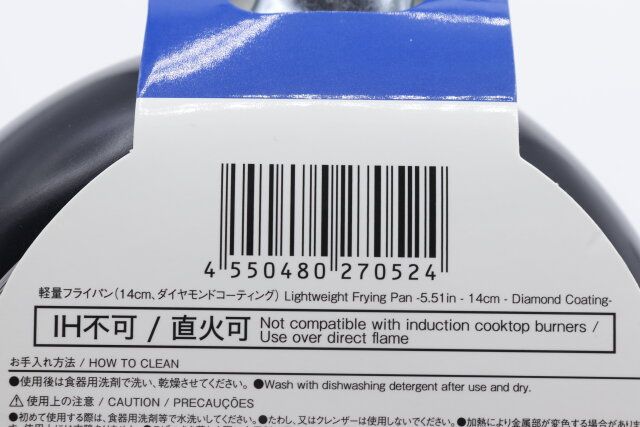 4 550480 270524
軽量フライパン(14cm、ダイヤモンドコーティング) Lightweight Frying Pan -5.51in - 14cm - Diamond Coating-
IH不可 / 直火可 Not compatible with induction cooktop burners /
Use over direct flame
お手入れ方法 / HOW TO CLEAN
●使用後は食器用洗剤で洗い、乾燥させてください。 ●Wash with dishwashing detergent after use and dry.
⚠使用上の注意 / CAUTION / PRECAUÇÕES
●初めて使用する際は、食器用洗剤等で水洗いしてください。●たわし、又はクレンザーは使用しないでください。●加熱により金属部が変色する場合があ